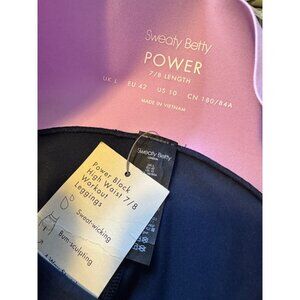 Sweaty Betty
POWER
7/8 LENGTH
UK L EU 42 US 10 CN 180/84A
MADE IN VIETNAM
Sweaty Betty
LONDON
Power Block
High Waist 7/8
Workout
Leggings
Sweat-wicking
Bum-sculpting